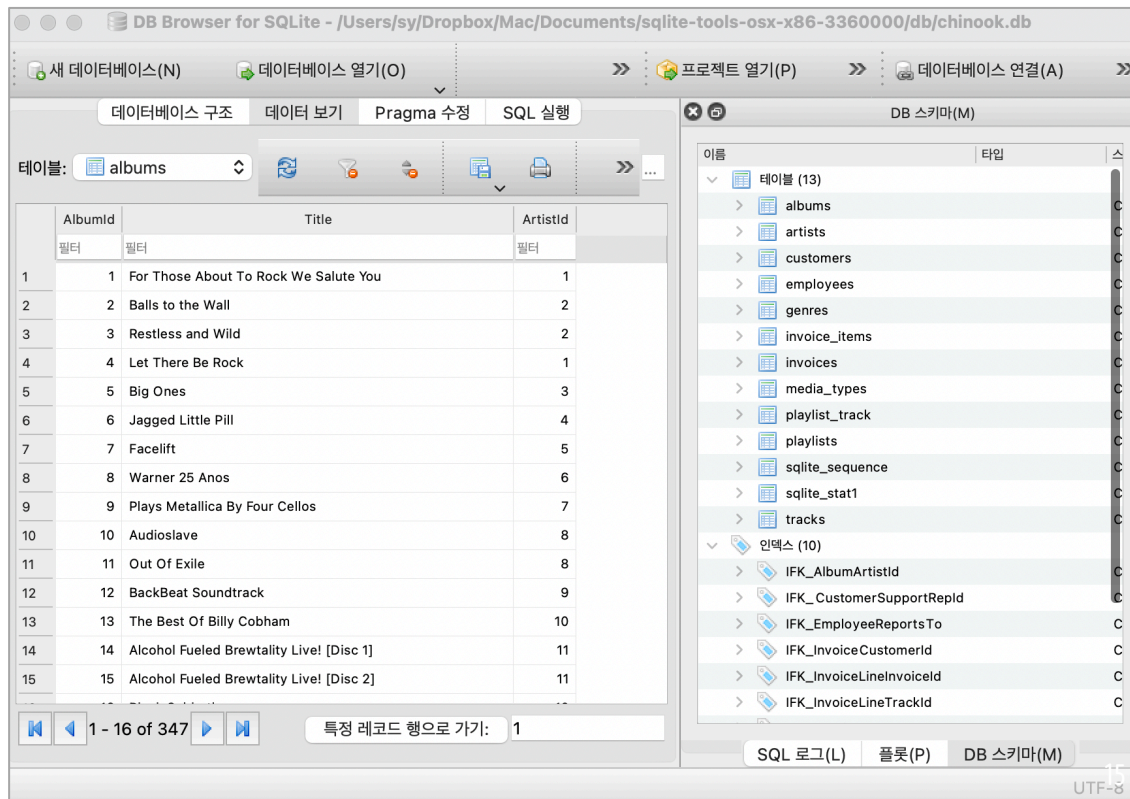 DB Browser for SQLite - /Users/sy/Dropbox/Mac/Documents/sqlite-tools-osx-x86-3360000/db/chinook.db
새 데이터베이스(N) 데이터베이스 열기(O) 프로젝트 열기(P) 데이터베이스 연결(A)
데이터베이스 구조 데이터 보기 Pragma 수정 SQL 실행
테이블: albums ...
AlbumId Title ArtistId
필터 필터 필터
1 1 For Those About To Rock We Salute You 1
2 2 Balls to the Wall 2
3 3 Restless and Wild 2
4 4 Let There Be Rock 1
5 5 Big Ones 3
6 6 Jagged Little Pill 4
7 7 Facelift 5
8 8 Warner 25 Anos 6
9 9 Plays Metallica By Four Cellos 7
10 10 Audioslave 8
11 11 Out Of Exile 8
12 12 BackBeat Soundtrack 9
13 13 The Best Of Billy Cobham 10
14 14 Alcohol Fueled Brewtality Live! [Disc 1] 11
15 15 Alcohol Fueled Brewtality Live! [Disc 2] 11
1 - 16 of 347 특정 레코드 행으로 가기: 1
DB 스키마(M)
이름 타입 스
테이블 (13)
albums C
artists C
customers C
employees C
genres C
invoice_items C
invoices C
media_types C
playlist_track C
playlists C
sqlite_sequence C
sqlite_stat1 C
tracks C
인덱스 (10)
IFK_AlbumArtistId C
IFK_CustomerSupportRepId C
IFK_EmployeeReportsTo C
IFK_InvoiceCustomerId C
IFK_InvoiceLineInvoiceId C
IFK_InvoiceLineTrackId C
SQL 로그(L) 플롯(P) DB 스키마(M)
15
UTF-8